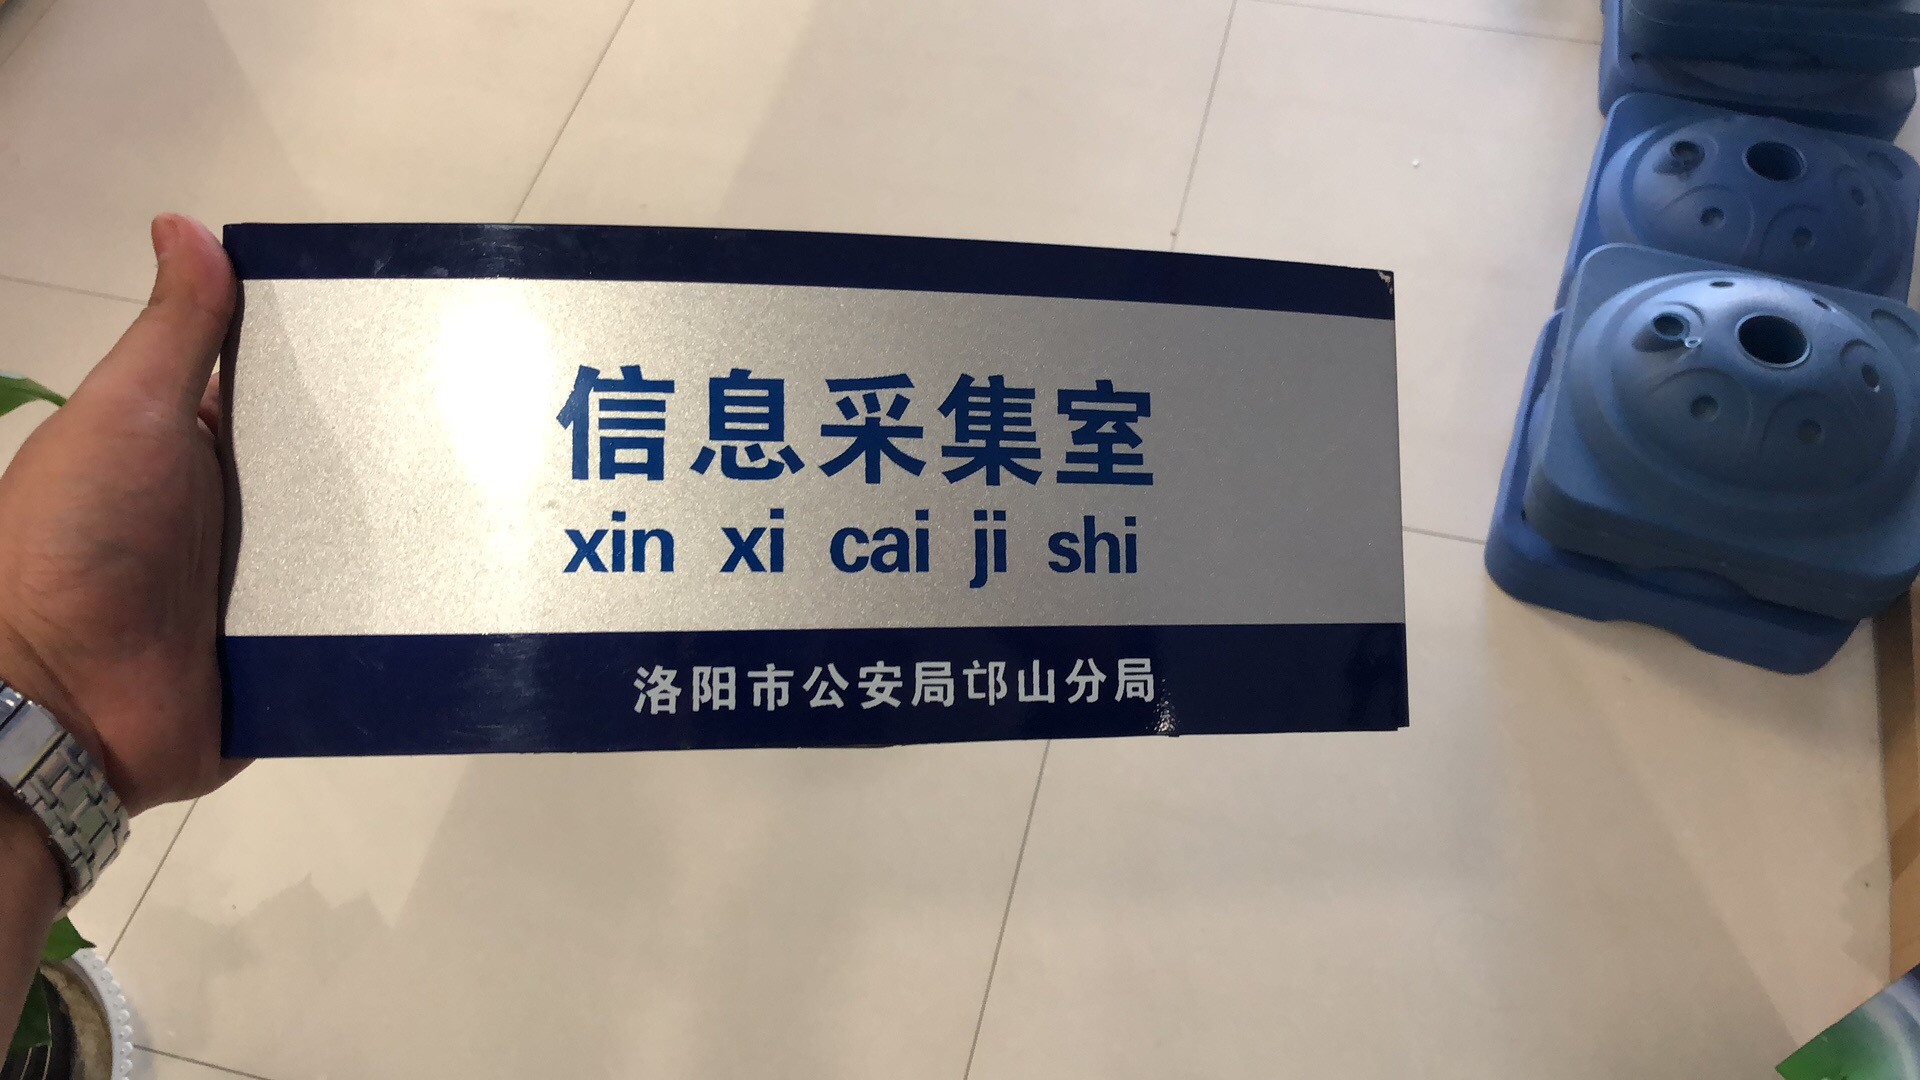 信息采集室
xin xi cai ji shi
洛阳市公安局邙山分局